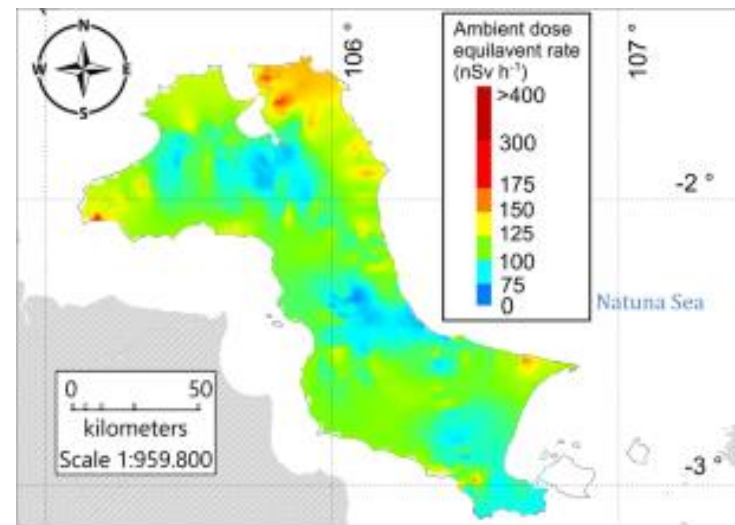 N
W E
S
106 °
107 °
Ambient dose
equilavent rate
(nSv h⁻¹)
>400
300
175
150
125
100
75
0
-2 °
Natuna Sea
0 50
kilometers
Scale 1:959.800
-3 °